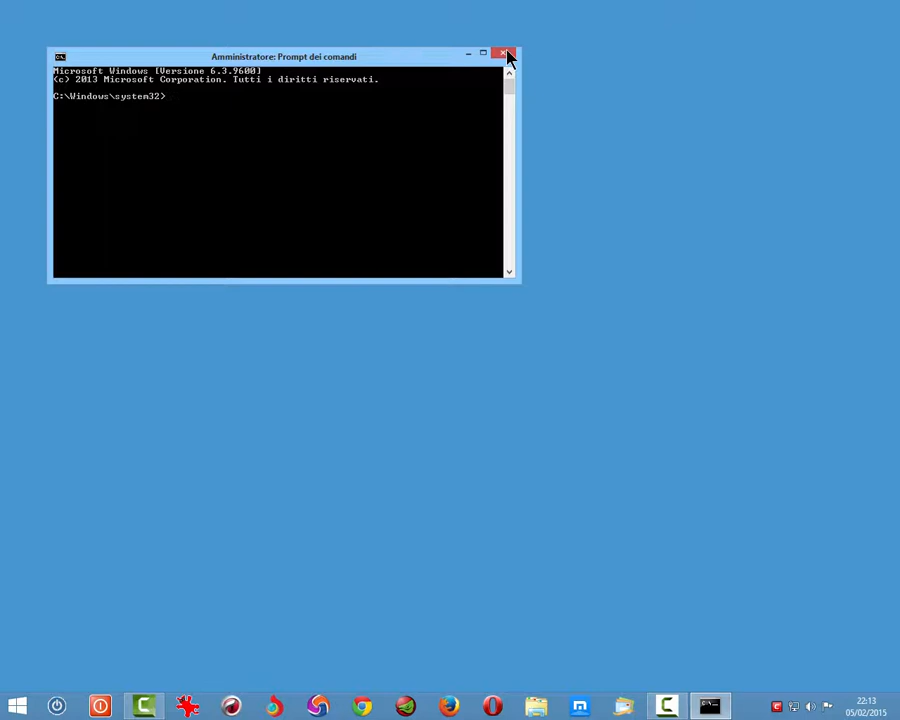 Amministratore: Prompt dei comandi
Microsoft Windows [Versione 6.3.9600]
(c) 2013 Microsoft Corporation. Tutti i diritti riservati.
C:\Windows\system32>
22:13
05/02/2015